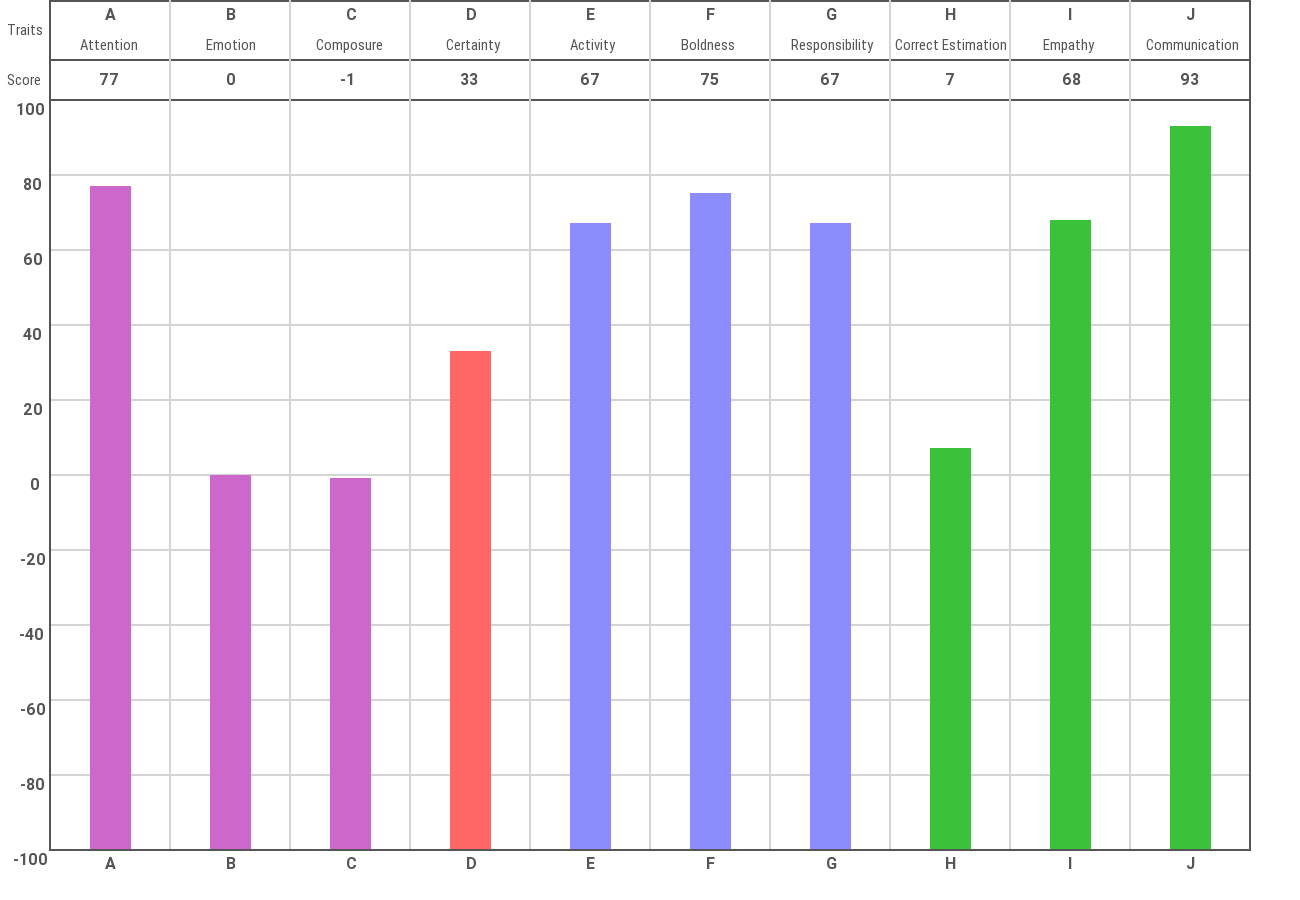 Traits A B C D E F G H I J
Attention Emotion Composure Certainty Activity Boldness Responsibility Correct Estimation Empathy Communication
Score 77 0 -1 33 67 75 67 7 68 93
100
80
60
40
20
0
-20
-40
-60
-80
-100
A B C D E F G H I J